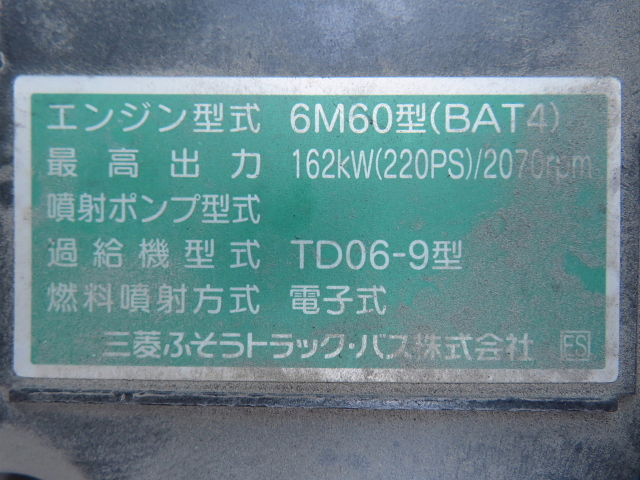 エンジン型式 6M60型(BAT4)
最高出力 162kW(220PS)/2070rpm
噴射ポンプ型式
過給機型式 TD06-9型
燃料噴射方式 電子式
三菱ふそうトラック・バス株式会社 ES